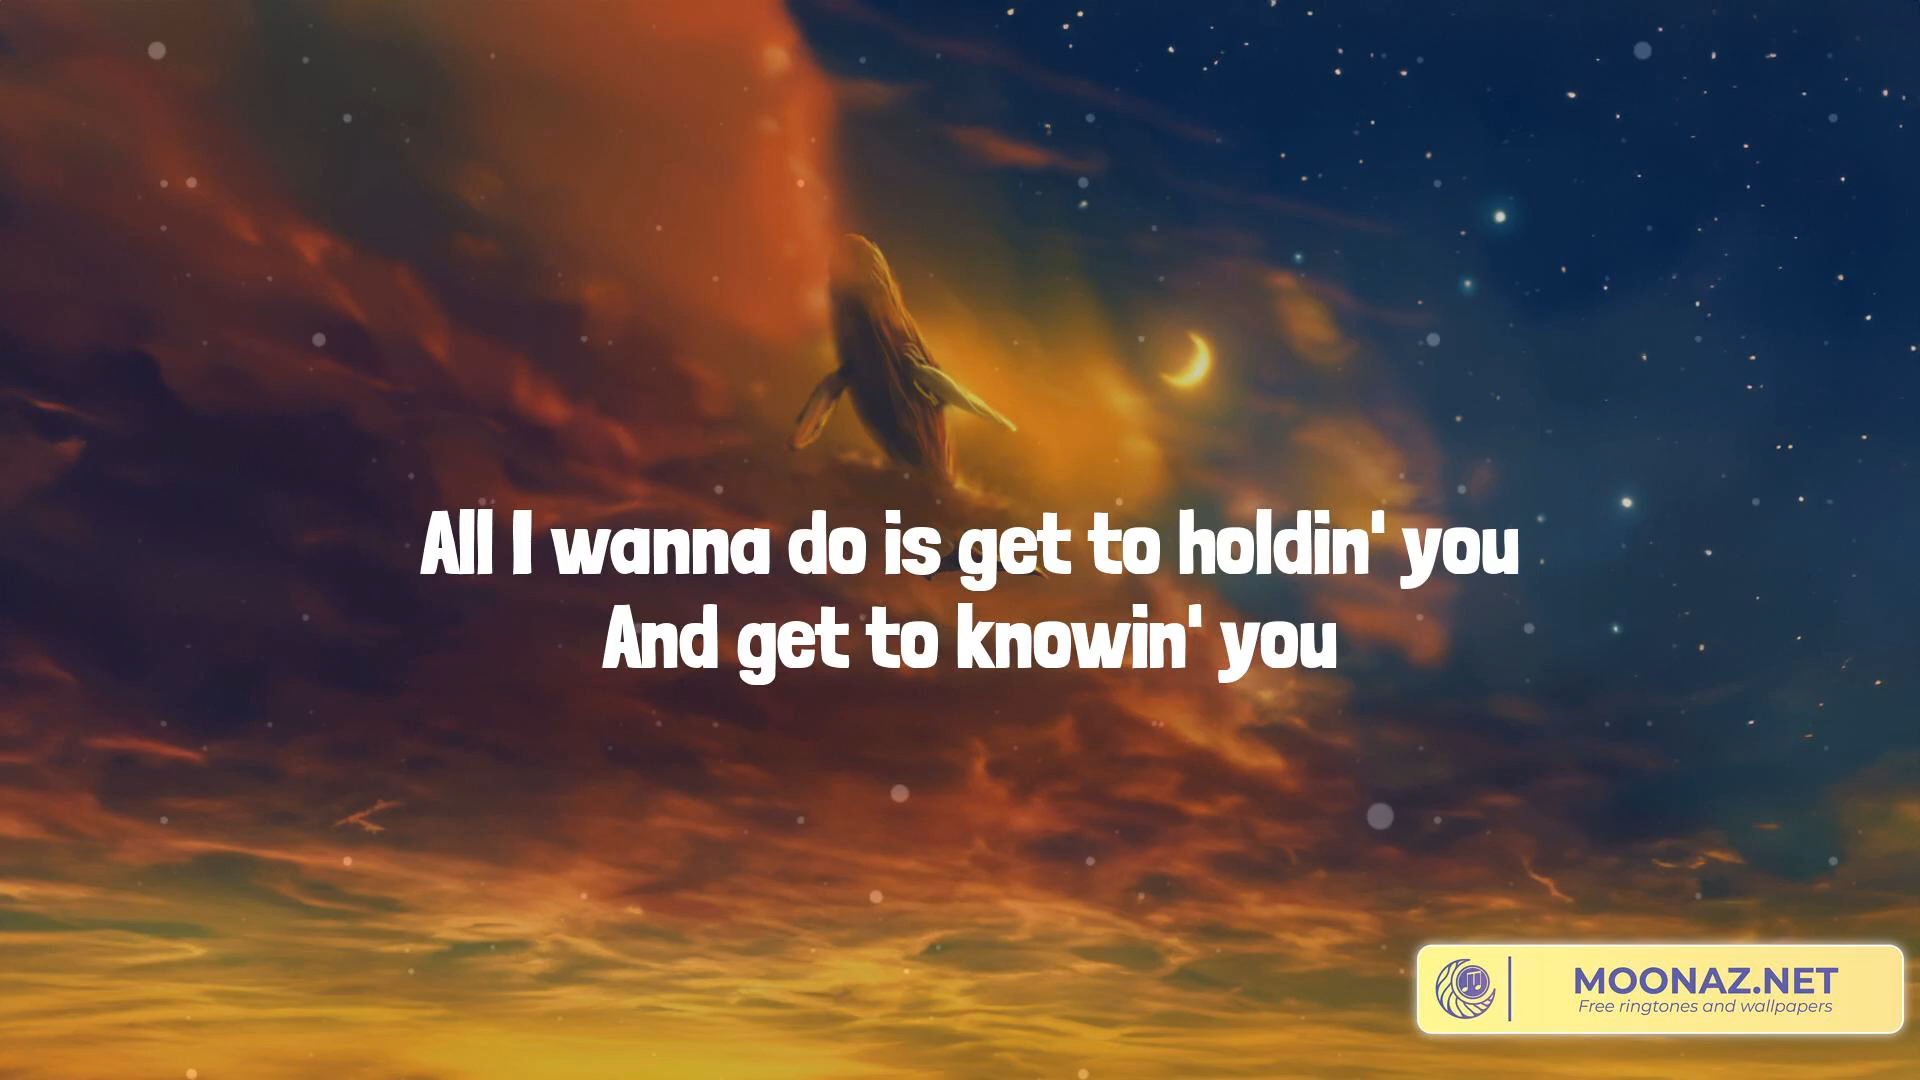 All I wanna do is get to holdin' you
And get to knowin' you
MOONAZ.NET
Free ringtones and wallpapers